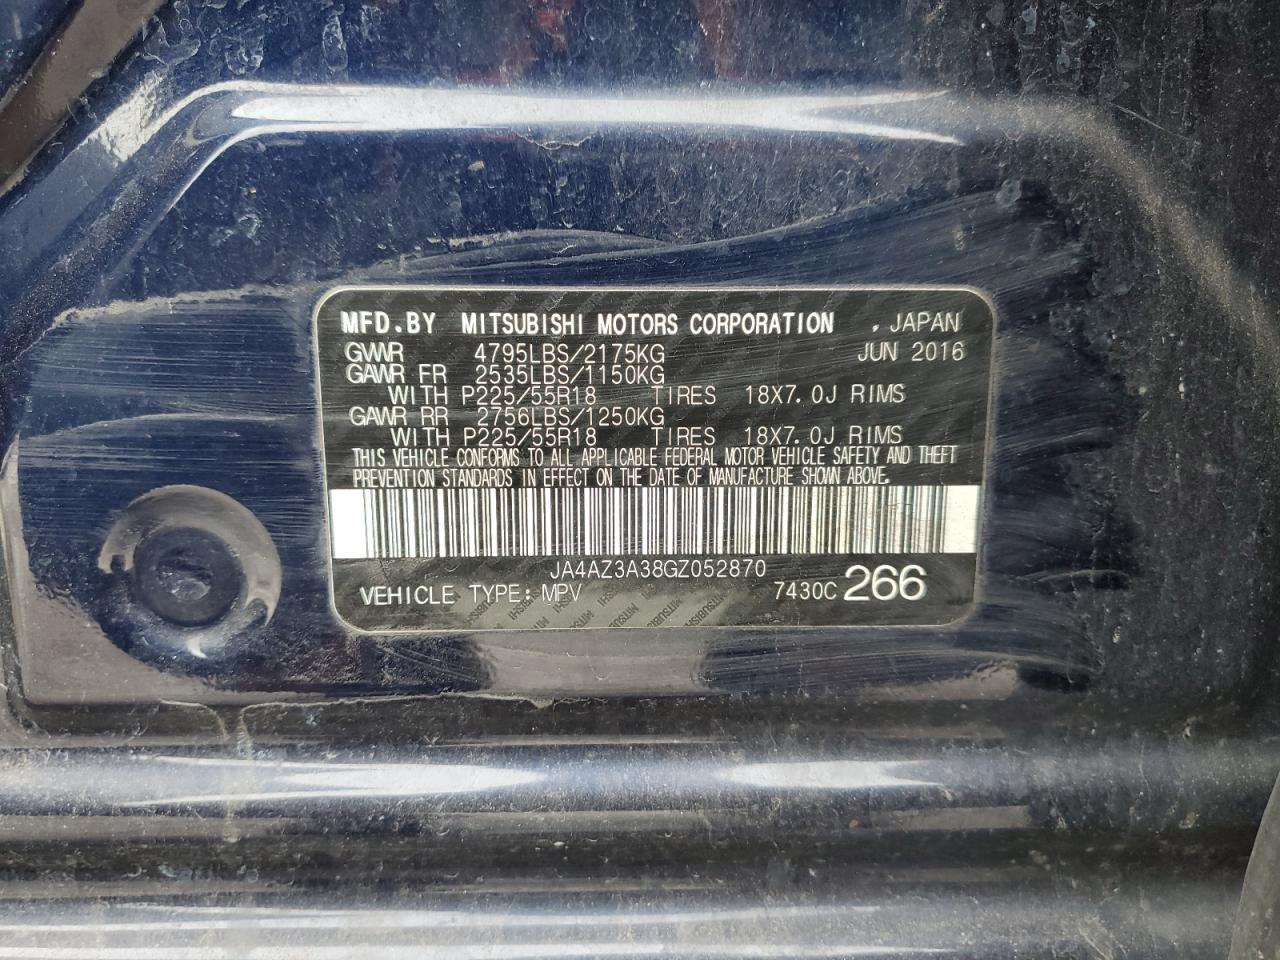 MFD.BY MITSUBISHI MOTORS CORPORATION , JAPAN
GVWR 4795LBS/2175KG JUN 2016
GAWR FR 2535LBS/1150KG
WITH P225/55R18 TIRES 18X7.0J RIMS
GAWR RR 2756LBS/1250KG
WITH P225/55R18 TIRES 18X7.0J RIMS
THIS VEHICLE CONFORMS TO ALL APPLICABLE FEDERAL MOTOR VEHICLE SAFETY AND THEFT
PREVENTION STANDARDS IN EFFECT ON THE DATE OF MANUFACTURE SHOWN ABOVE.
JA4AZ3A38GZ052870
VEHICLE TYPE: MPV 7430C 266